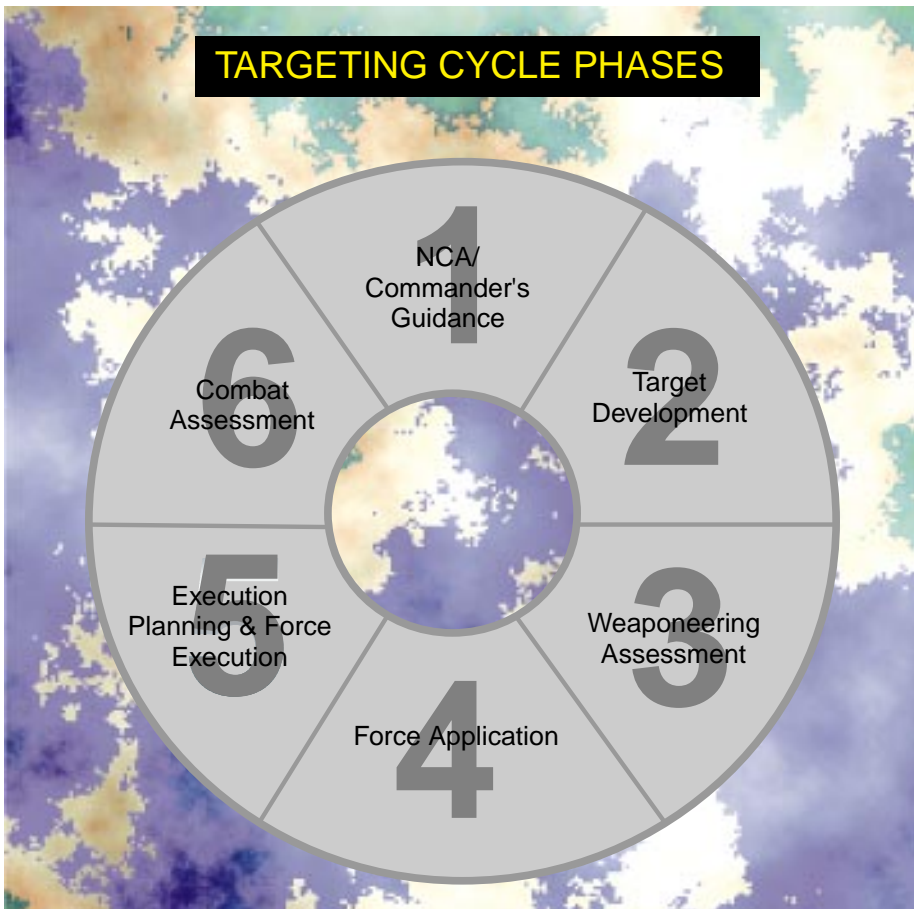 TARGETING CYCLE PHASES
1
NCA/
Commander's
Guidance
2
Target
Development
3
Weaponeering
Assessment
4
Force Application
5
Execution
Planning & Force
Execution
6
Combat
Assessment